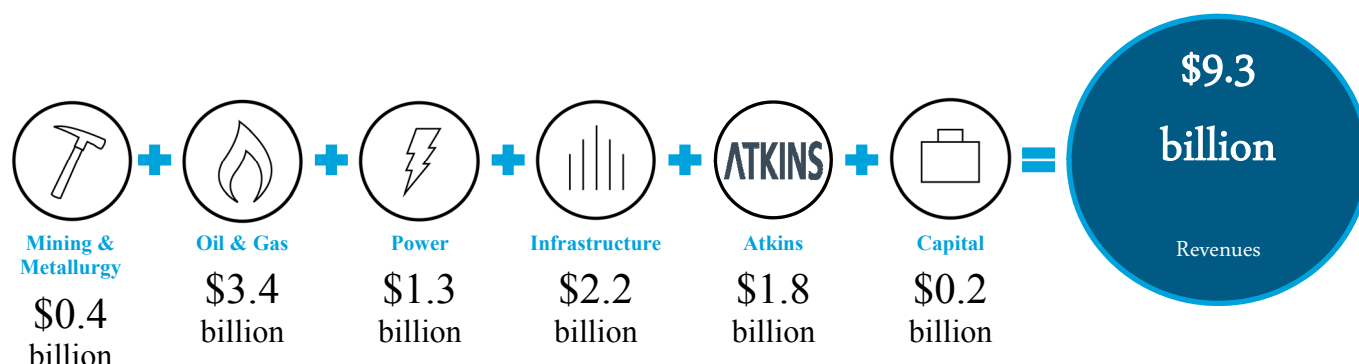 $9.3
billion
Revenues
ATKINS
Mining &
Metallurgy
$0.4
billion
Oil & Gas
$3.4
billion
Power
$1.3
billion
Infrastructure
$2.2
billion
Atkins
$1.8
billion
Capital
$0.2
billion